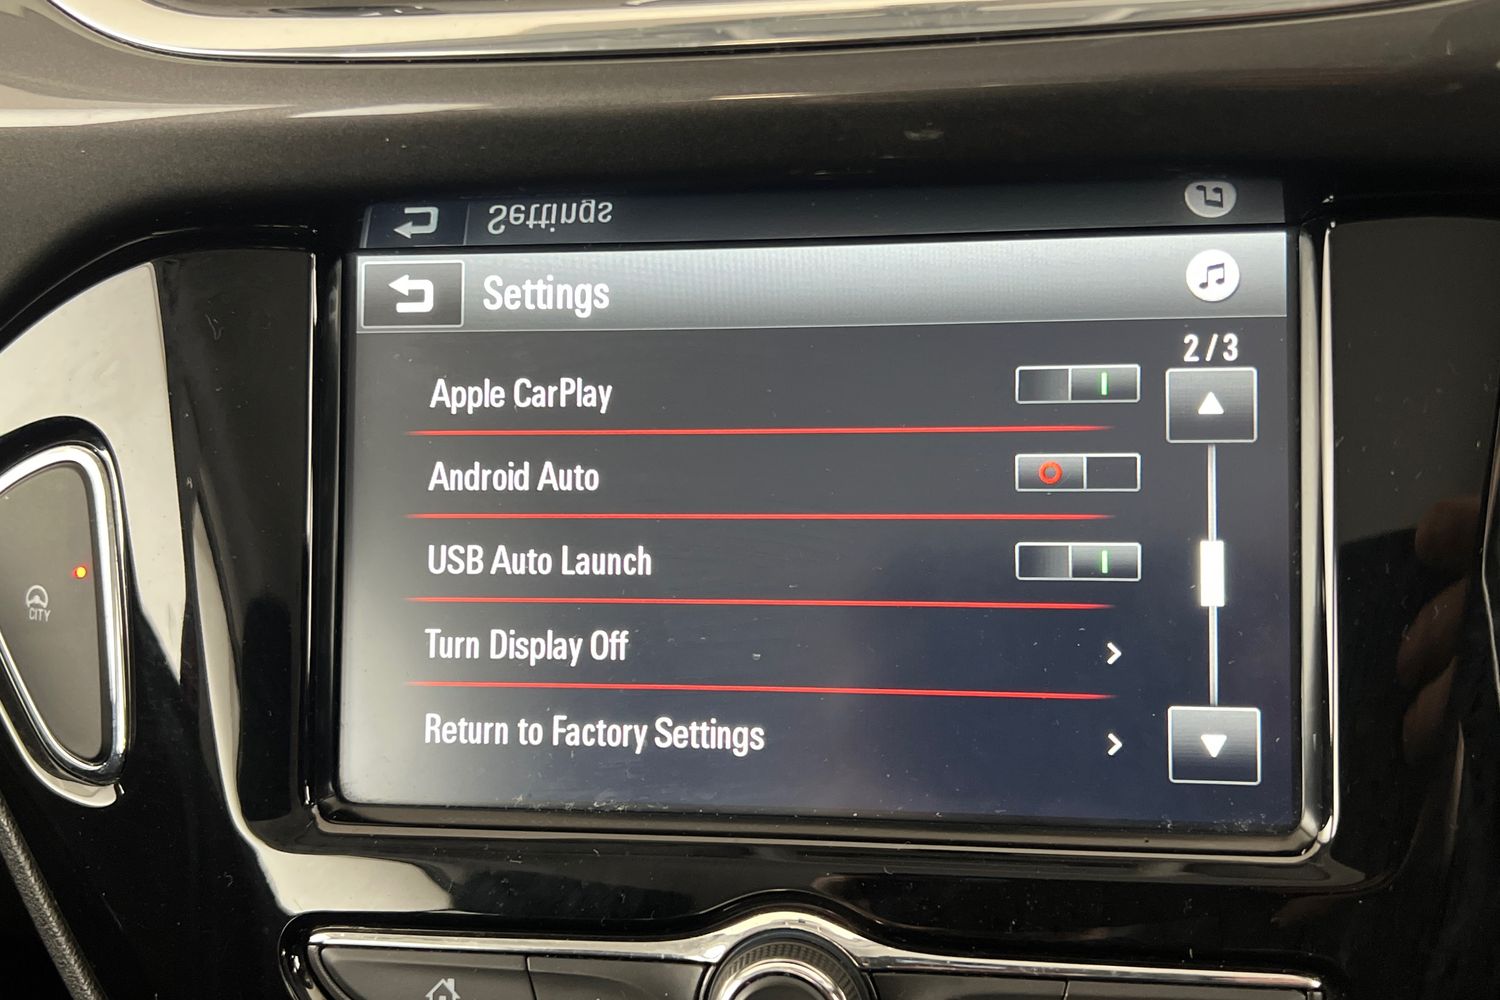 Settings
Settings
2/3
Apple CarPlay
Android Auto
USB Auto Launch
CITY
Turn Display Off
Return to Factory Settings